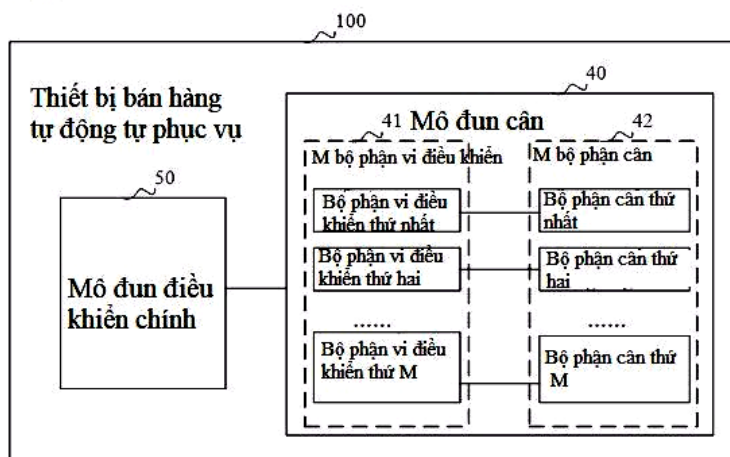 100
Thiết bị bán hàng
tự động tự phục vụ
50
Mô đun điều
khiển chính
40
Mô đun cân
41
M bộ phận vi điều khiển
Bộ phận vi điều
khiển thứ nhất
Bộ phận vi điều
khiển thứ hai
......
Bộ phận vi điều
khiển thứ M
42
M bộ phận cân
Bộ phận cân thứ
nhất
Bộ phận cân thứ
hai
......
Bộ phận cân thứ
M